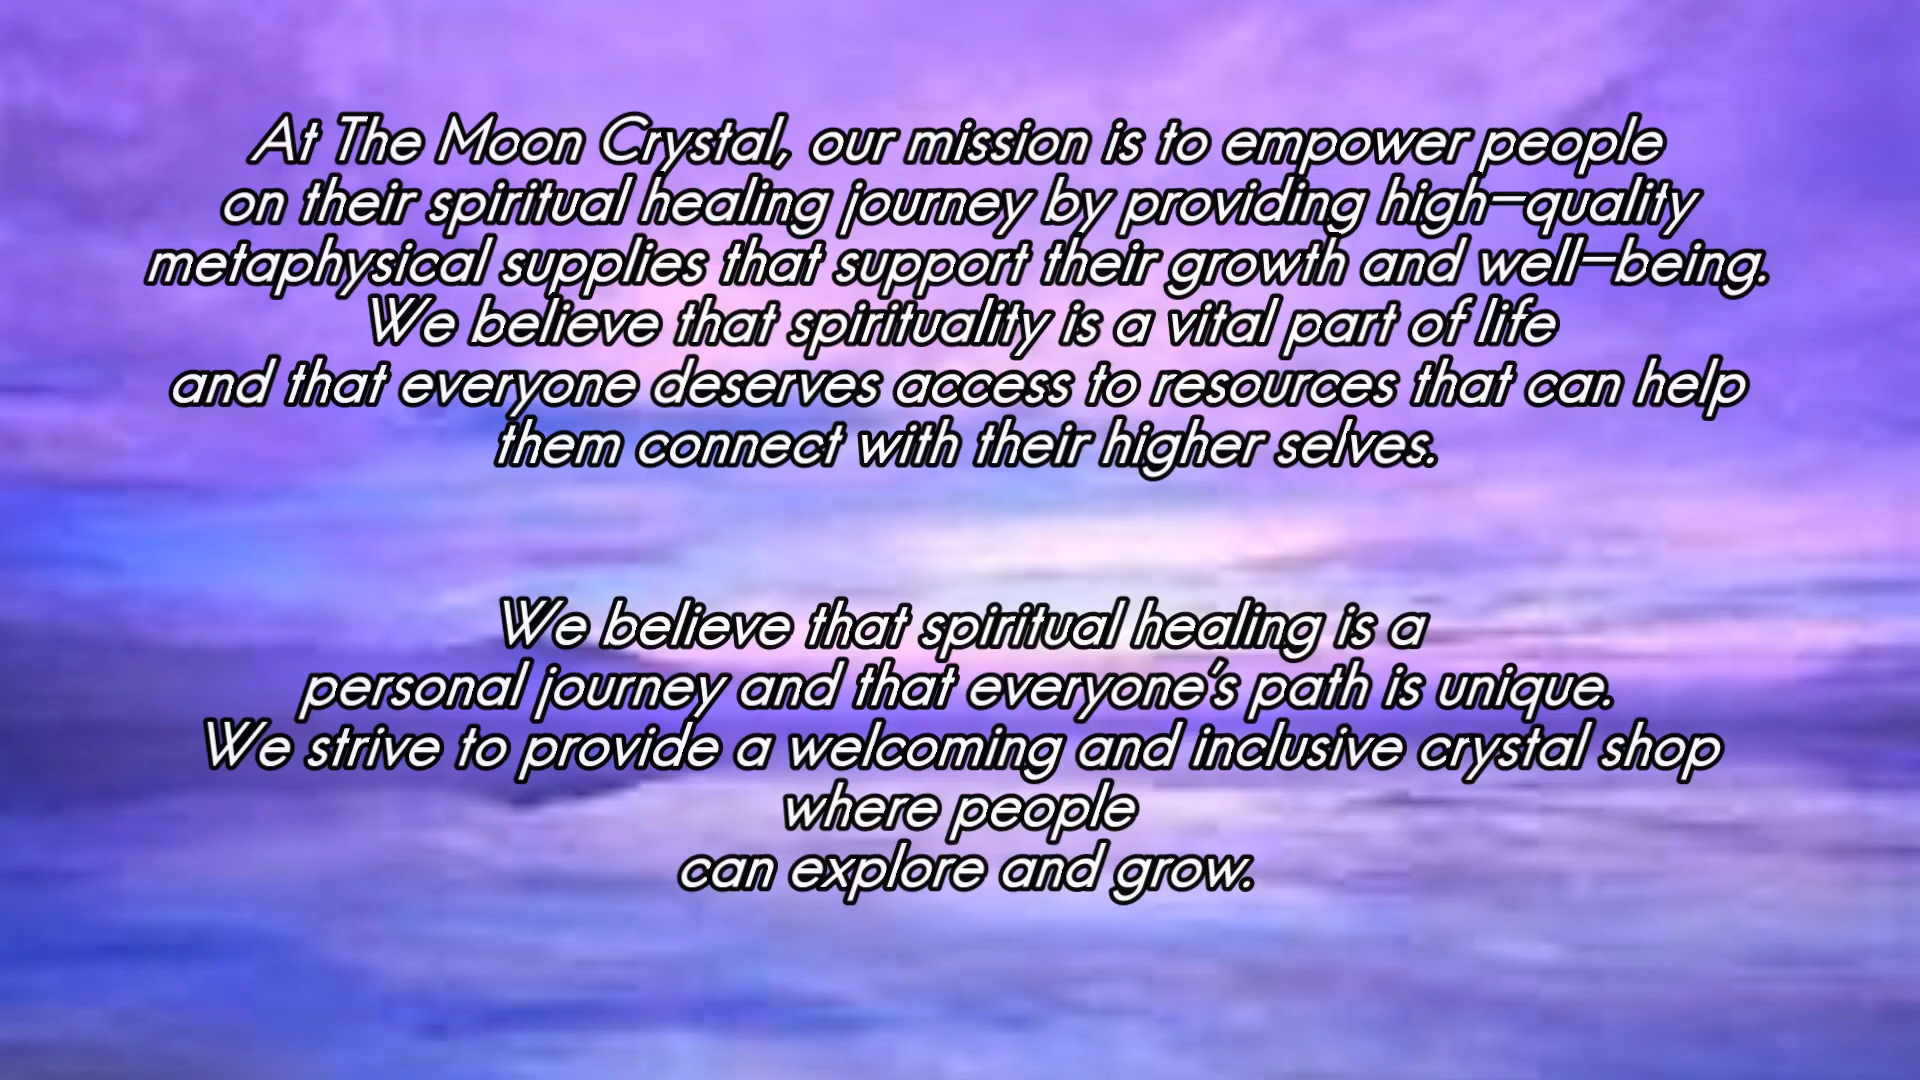 At The Moon Crystal, our mission is to empower people
on their spiritual healing journey by providing high-quality
metaphysical supplies that support their growth and well-being.
We believe that spirituality is a vital part of life
and that everyone deserves access to resources that can help
them connect with their higher selves.
We believe that spiritual healing is a
personal journey and that everyone's path is unique.
We strive to provide a welcoming and inclusive crystal shop
where people
can explore and grow.